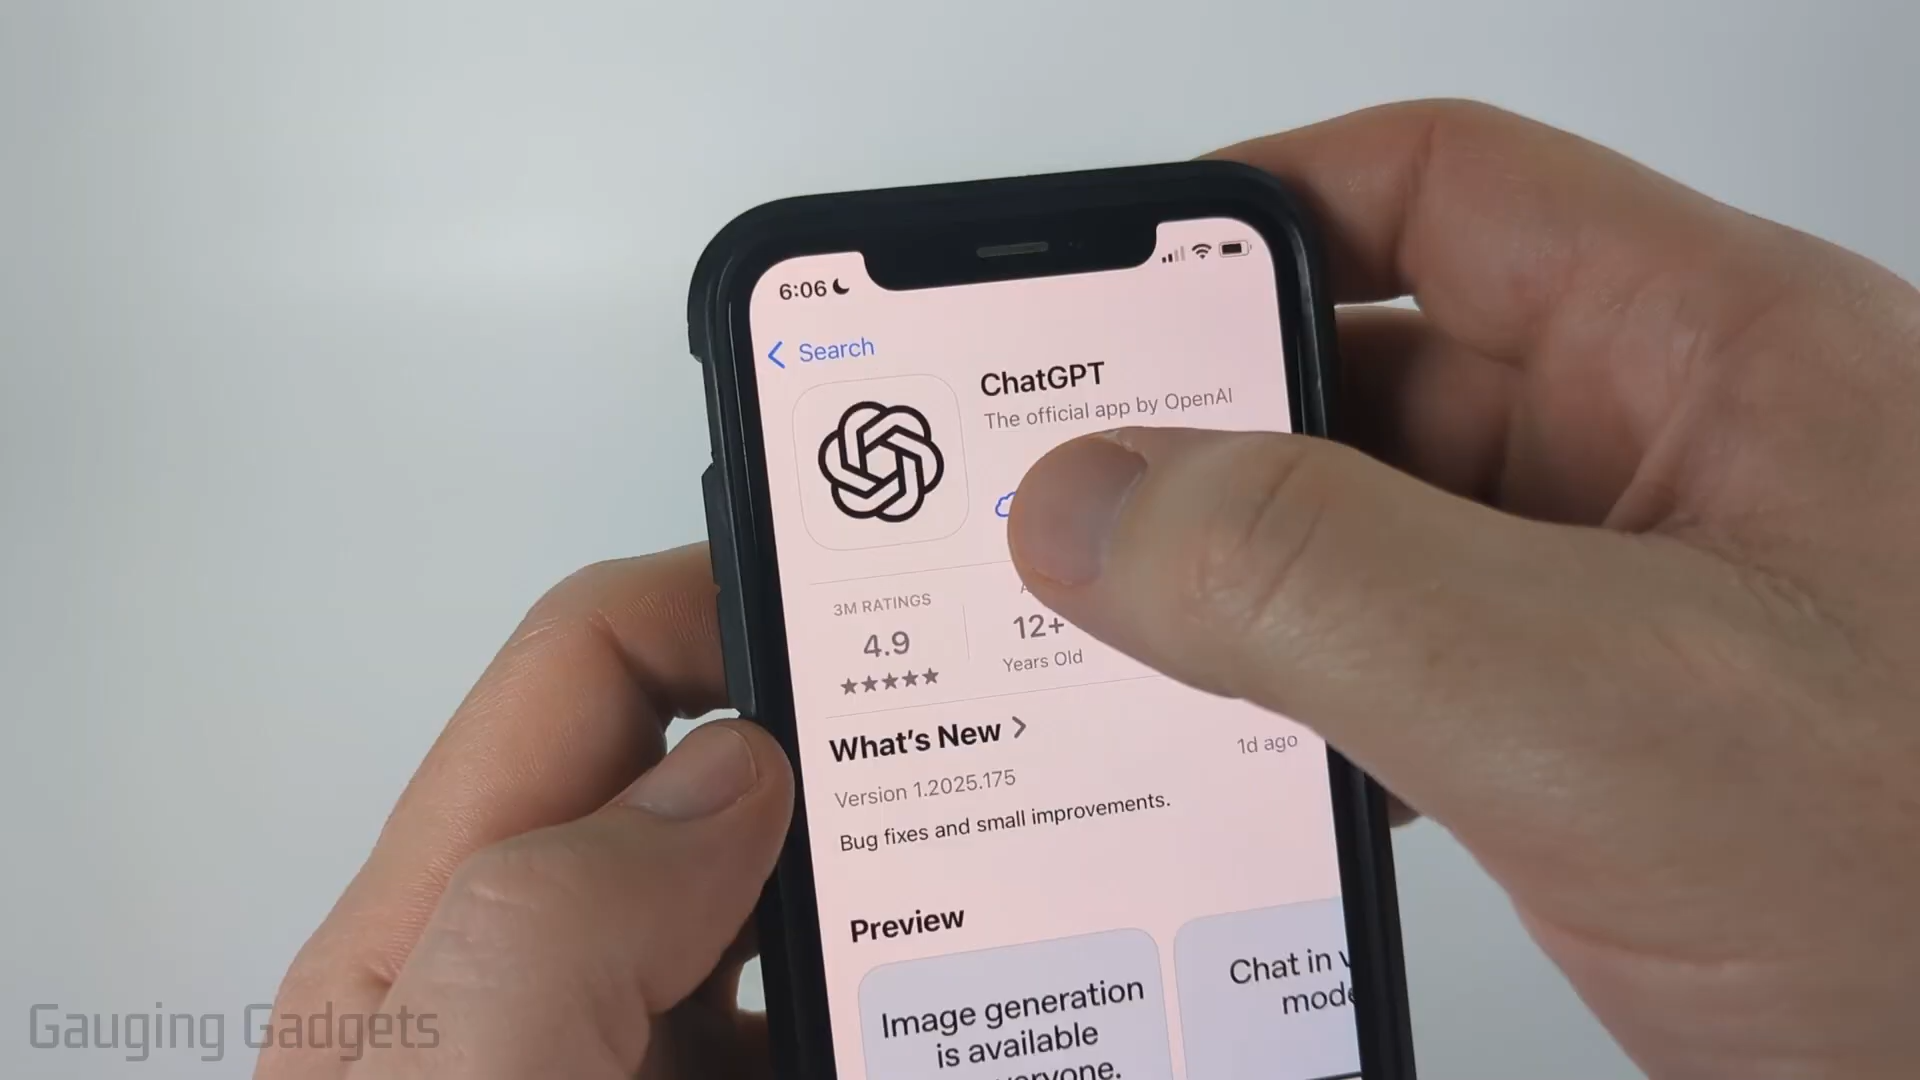 6:06
Search
ChatGPT
The official app by OpenAI
3M RATINGS
4.9
★★★★★
12+
Years Old
What's New
1d ago
Version 1.2025.175
Bug fixes and small improvements.
Preview
Image generation
is available
Chat in
Gauging Gadgets